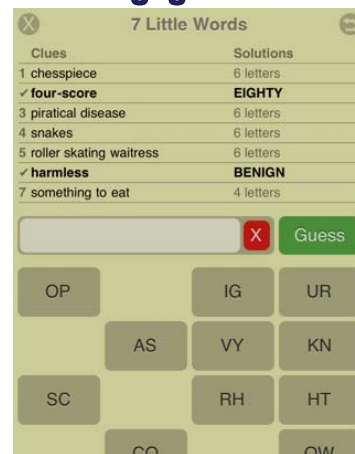 7 Little Words
Clues Solutions
1 chesspiece 6 letters
✓ four-score EIGHTY
3 piratical disease 6 letters
4 snakes 6 letters
5 roller skating waitress 6 letters
✓ harmless BENIGN
7 something to eat 4 letters
X Guess
OP IG UR
AS VY KN
SC RH HT
CO OW